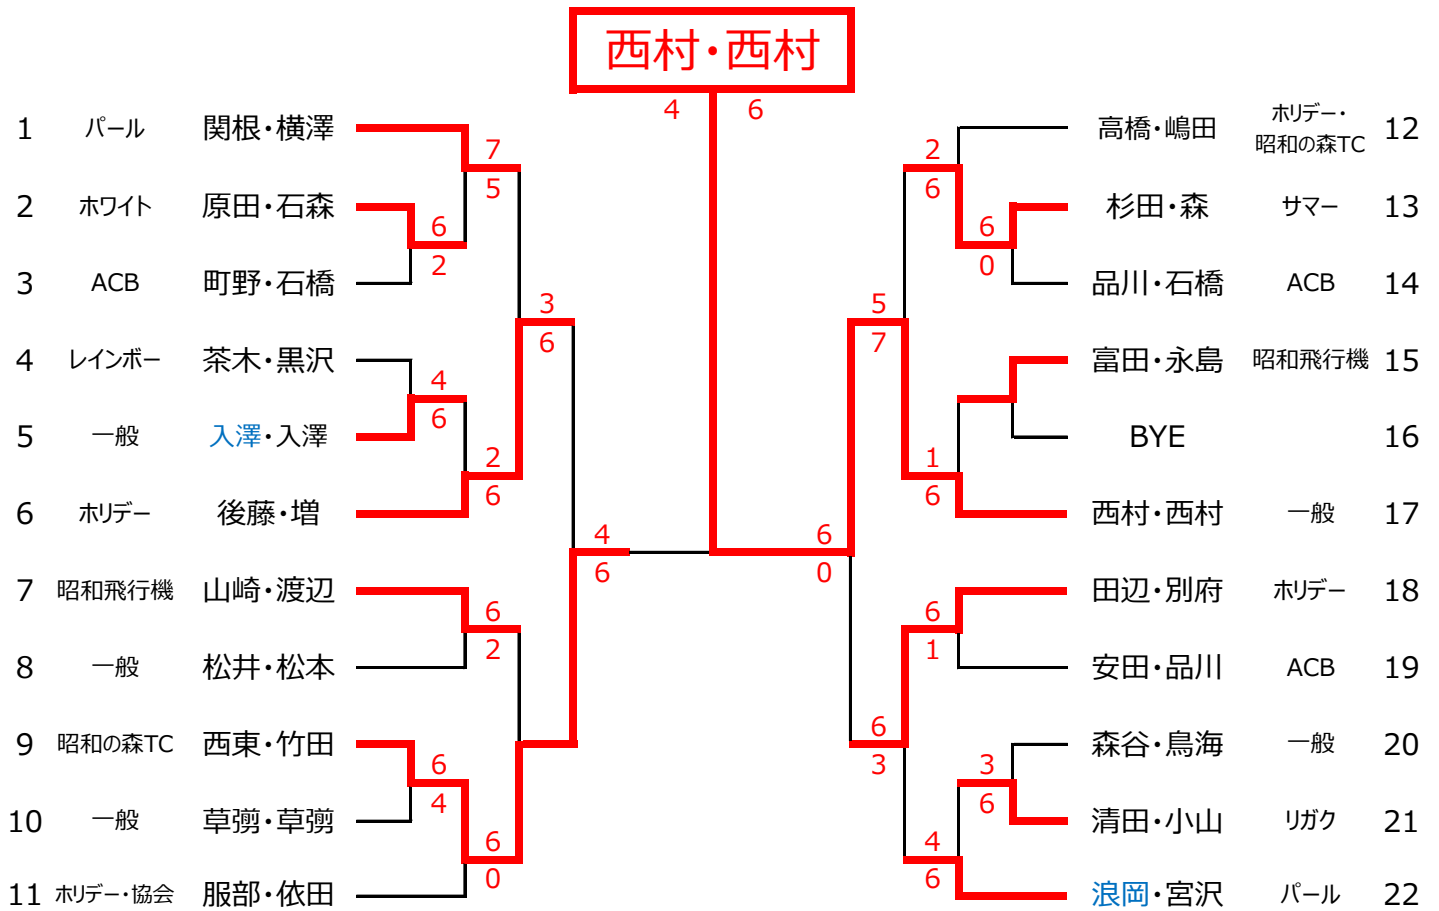 西村・西村
4 6
1 パール 関根・横澤
7
5
2 ホワイト 原田・石森
6
2
3 ACB 町野・石橋
3
6
4 レインボー 茶木・黒沢
4
6
5 一般 入澤・入澤
2
6
6 ホリデー 後藤・増
4
6
7 昭和飛行機 山崎・渡辺
6
2
8 一般 松井・松本
9 昭和の森TC 西東・竹田
6
4
10 一般 草彅・草彅
6
0
11 ホリデー・協会 服部・依田
高橋・嶋田 ホリデー・
昭和の森TC 12
2
6
杉田・森 サマー 13
6
0
品川・石橋 ACB 14
5
7
富田・永島 昭和飛行機 15
BYE 16
1
6
西村・西村 一般 17
6
0
田辺・別府 ホリデー 18
6
1
安田・品川 ACB 19
6
3
森谷・鳥海 一般 20
3
6
清田・小山 リガク 21
4
6
浪岡・宮沢 パール 22